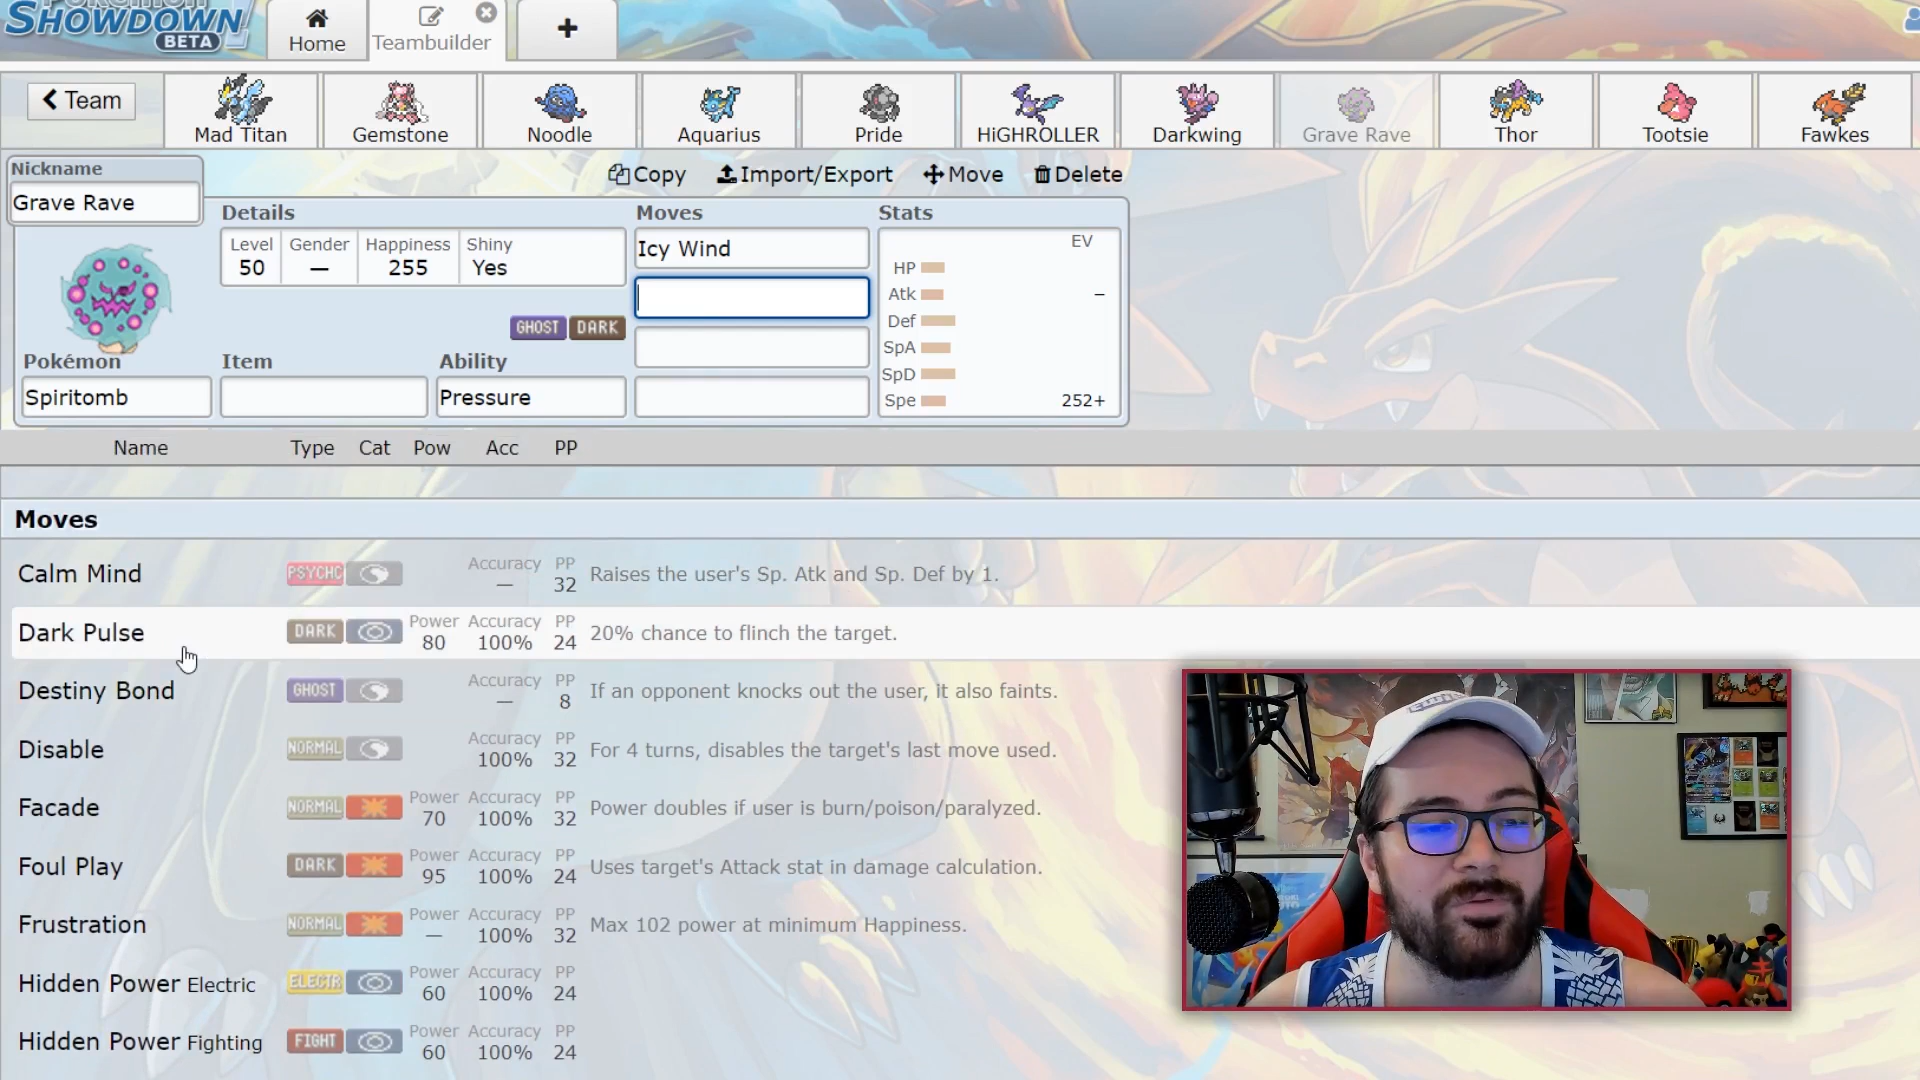 SHOWDOWN
BETA
Home
Teambuilder
+
Team
Mad Titan
Gemstone
Noodle
Aquarius
Pride
HiGHROLLER
Darkwing
Grave Rave
Thor
Tootsie
Fawkes
Nickname
Grave Rave
Copy
Import/Export
Move
Delete
Details
Moves
Stats
Level
50
Gender
—
Happiness
255
Shiny
Yes
Icy Wind
EV
HP
Atk –
Def
SpA
SpD
Spe 252+
GHOST DARK
Pokémon
Spiritomb
Item
Ability
Pressure
Name Type Cat Pow Acc PP
Moves
Calm Mind PSYCHC Accuracy — PP 32 Raises the user's Sp. Atk and Sp. Def by 1.
Dark Pulse DARK Power 80 Accuracy 100% PP 24 20% chance to flinch the target.
Destiny Bond GHOST Accuracy — PP 8 If an opponent knocks out the user, it also faints.
Disable NORMAL Accuracy 100% PP 32 For 4 turns, disables the target's last move used.
Facade NORMAL Power 70 Accuracy 100% PP 32 Power doubles if user is burn/poison/paralyzed.
Foul Play DARK Power 95 Accuracy 100% PP 24 Uses target's Attack stat in damage calculation.
Frustration NORMAL Power — Accuracy 100% PP 32 Max 102 power at minimum Happiness.
Hidden Power Electric ELECTR Power 60 Accuracy 100% PP 24
Hidden Power Fighting FIGHT Power 60 Accuracy 100% PP 24